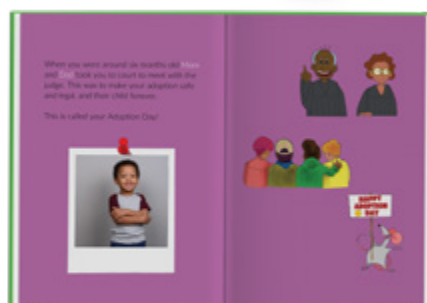 When you were around six months old Mum
and Dad took you to court to meet with the
judge. This was to make your adoption safe
and legal, and their child forever.
This is called your Adoption Day!
HAPPY
ADOPTION
DAY